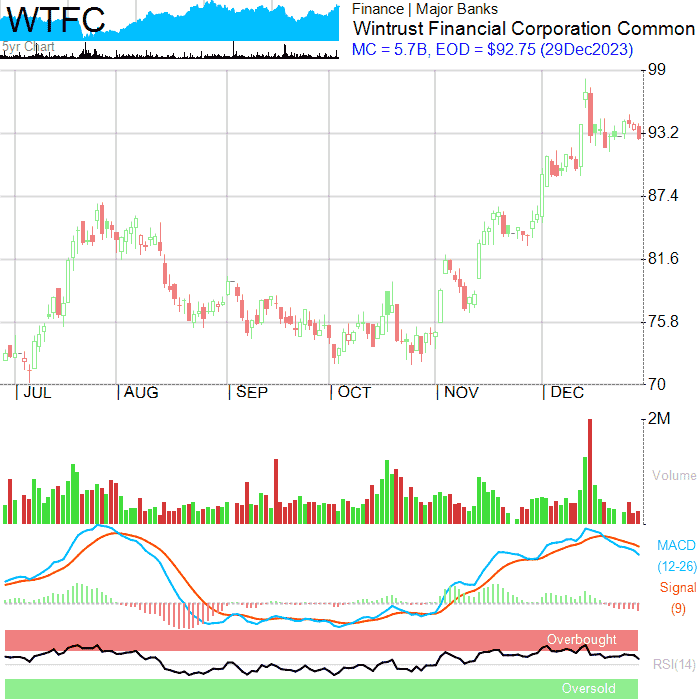 WTFC
5yr Chart
Finance | Major Banks
Wintrust Financial Corporation Common
MC = 5.7B, EOD = $92.75 (29Dec2023)
99
93.2
87.4
81.6
75.8
70
JUL AUG SEP OCT NOV DEC
2M
Volume
MACD
(12-26)
Signal
(9)
Overbought
RSI(14)
Oversold